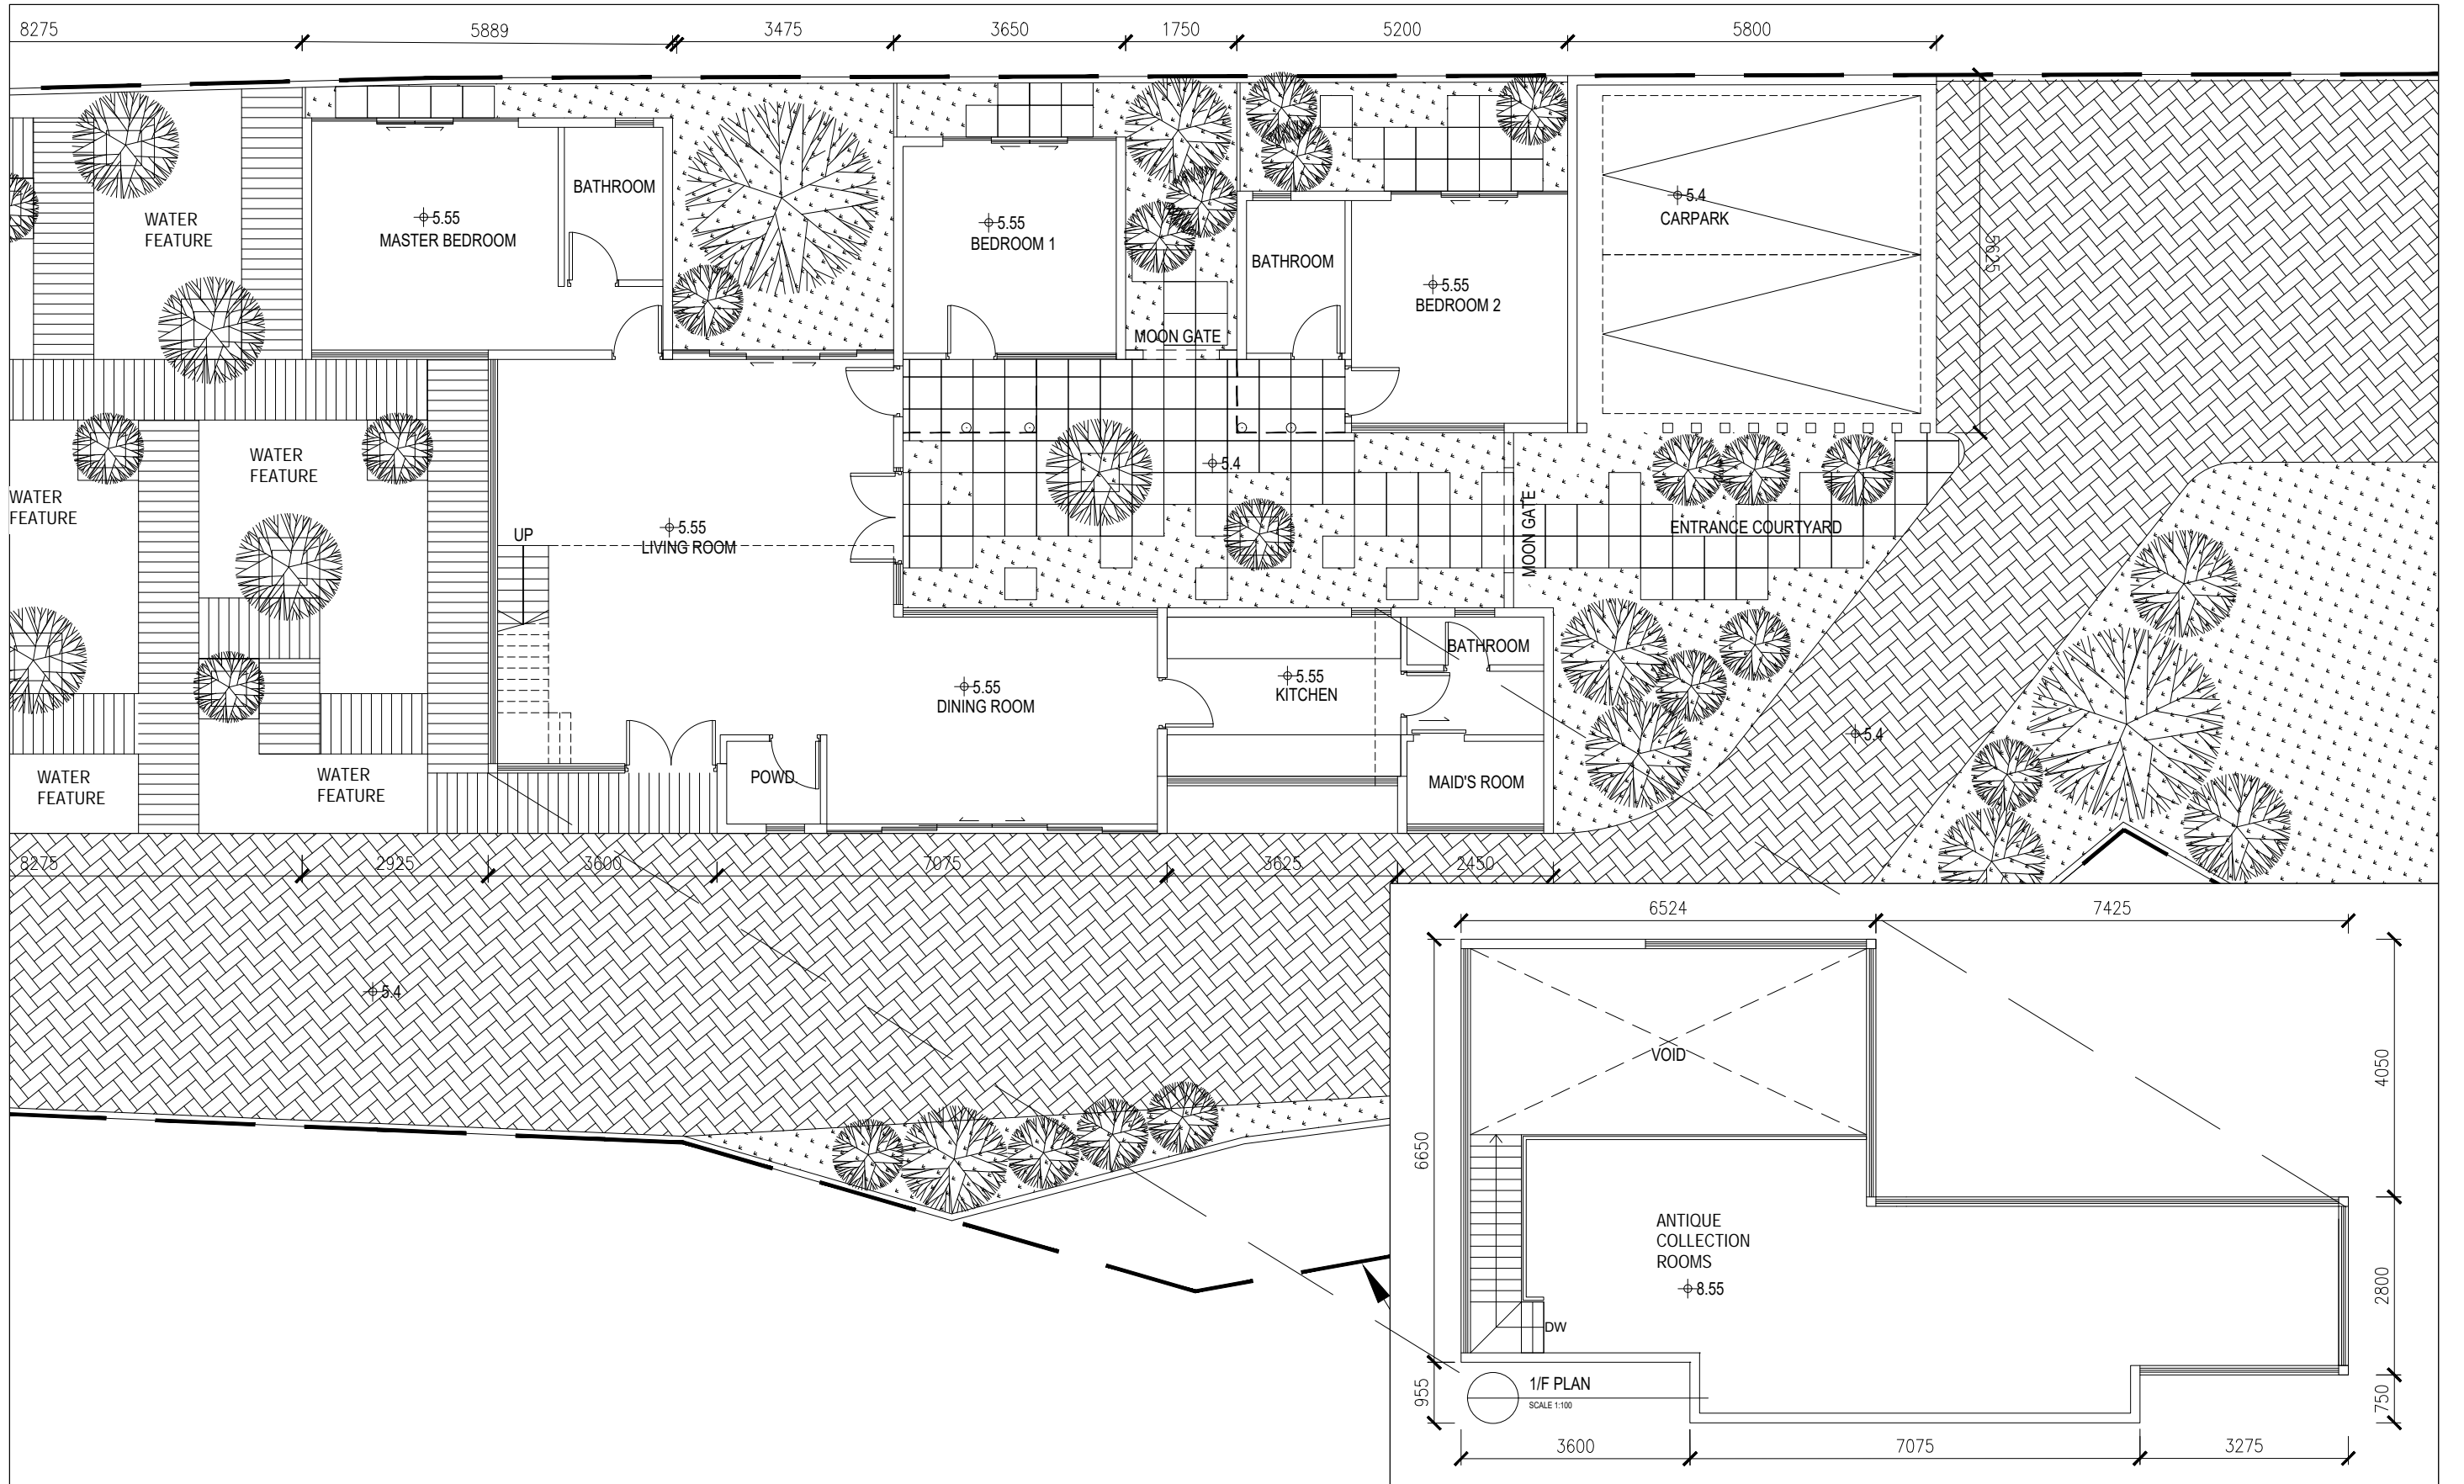 8275 5889 3475 3650 1750 5200 5800
BATHROOM
5.4
CARPARK
WATER
FEATURE
5.55
MASTER BEDROOM
5.55
BEDROOM 1
BATHROOM
5.55
BEDROOM 2
5625
MOON GATE
WATER
FEATURE
5.4
WATER
FEATURE
MOON GATE
UP
5.55
LIVING ROOM
ENTRANCE COURTYARD
BATHROOM
5.55
KITCHEN
5.55
DINING ROOM
5.4
WATER
FEATURE
WATER
FEATURE
POWD
MAID'S ROOM
8275 2925 3600 7075 3625 2450
6524 7425
5.4
VOID
4050
6650
ANTIQUE
COLLECTION
ROOMS
8.55
2800
DW
955
1/F PLAN
SCALE 1:100
750
3600 7075 3275